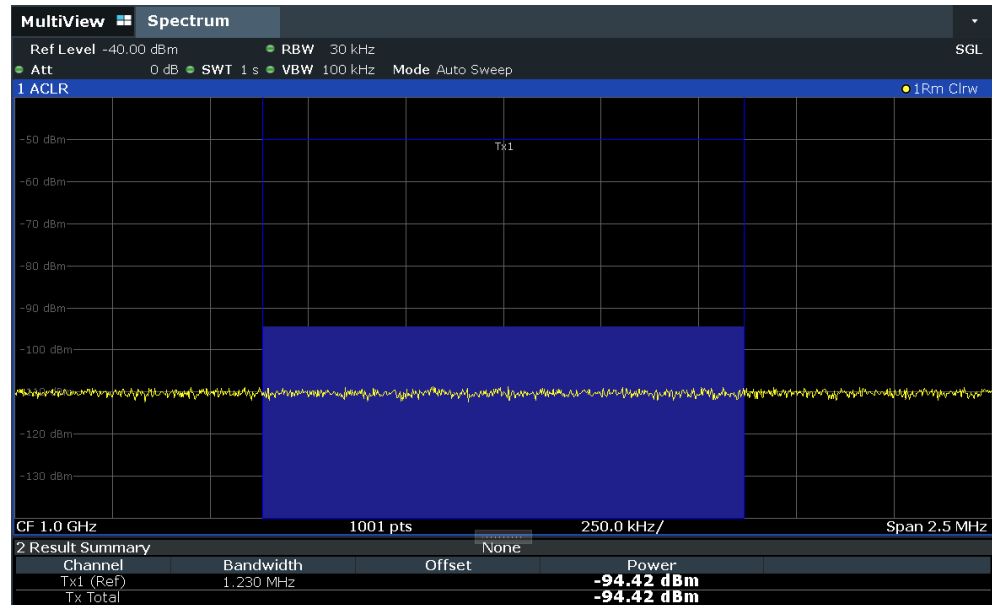 MultiView Spectrum
Ref Level -40.00 dBm RBW 30 kHz SGL
Att 0 dB SWT 1 s VBW 100 kHz Mode Auto Sweep
1 ACLR 1Rm Clrw
-50 dBm
Tx1
-60 dBm
-70 dBm
-80 dBm
-90 dBm
-100 dBm
-120 dBm
-130 dBm
CF 1.0 GHz 1001 pts 250.0 kHz/ Span 2.5 MHz
2 Result Summary None
Channel Bandwidth Offset Power
Tx1 (Ref) 1.230 MHz -94.42 dBm
Tx Total -94.42 dBm